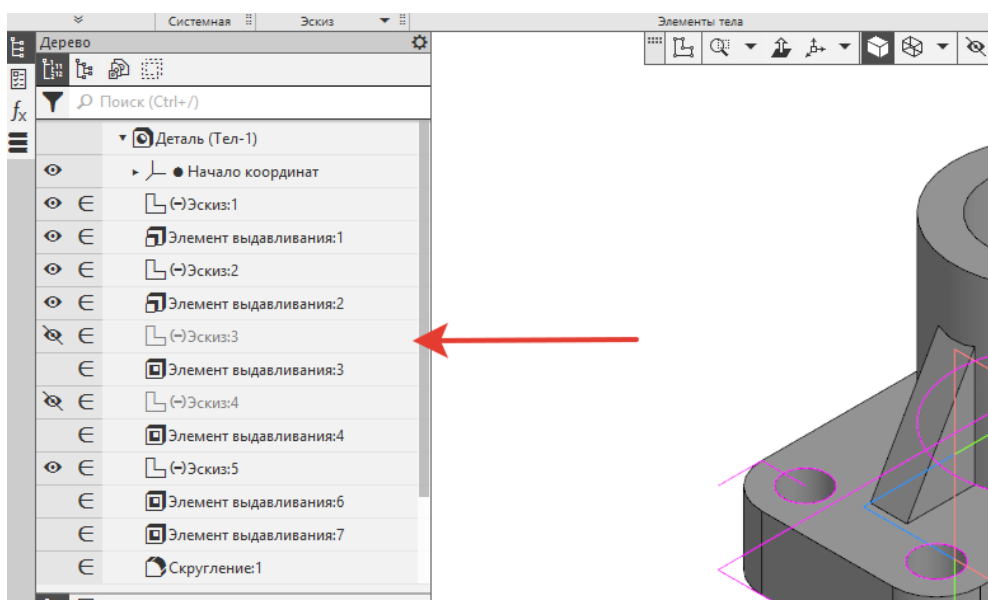 Системная Эскиз Элементы тела
Дерево
Поиск (Ctrl+/)
Деталь (Тел-1)
Начало координат
(-)Эскиз:1
Элемент выдавливания:1
(-)Эскиз:2
Элемент выдавливания:2
(-)Эскиз:3
Элемент выдавливания:3
(-)Эскиз:4
Элемент выдавливания:4
(-)Эскиз:5
Элемент выдавливания:6
Элемент выдавливания:7
Скругление:1